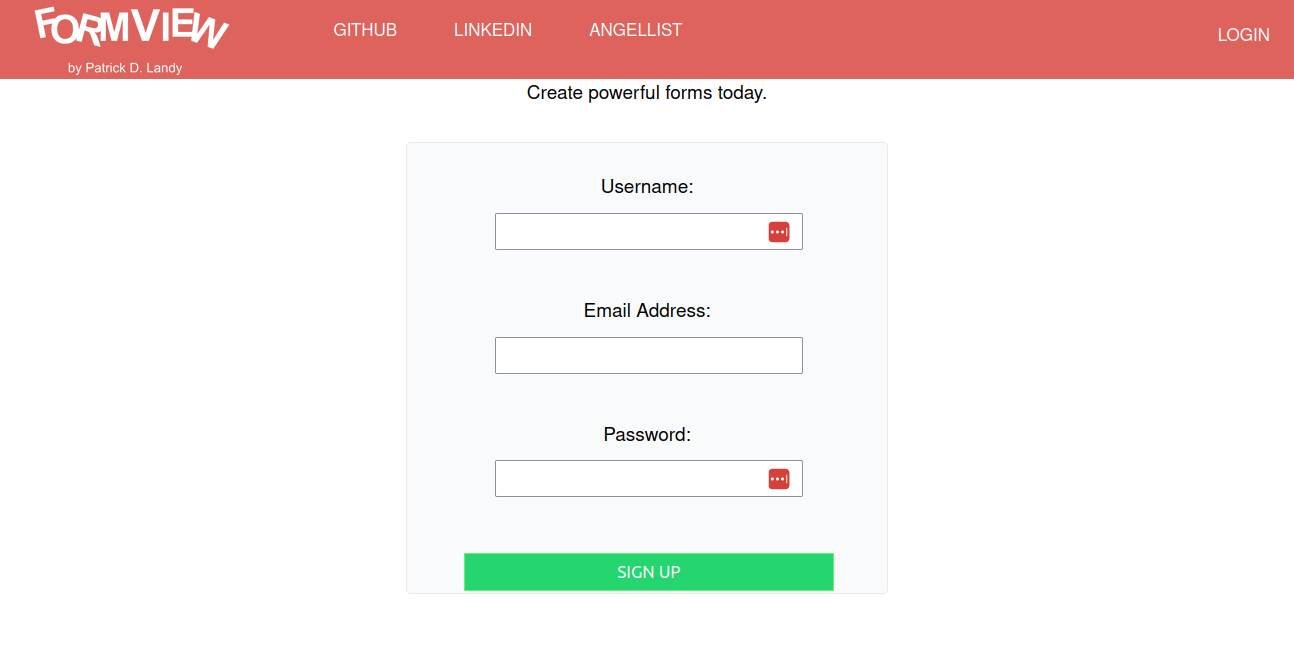 FORMVIEW
by Patrick D. Landy
GITHUB LINKEDIN ANGELLIST
LOGIN
Create powerful forms today.
Username:
Email Address:
Password:
SIGN UP